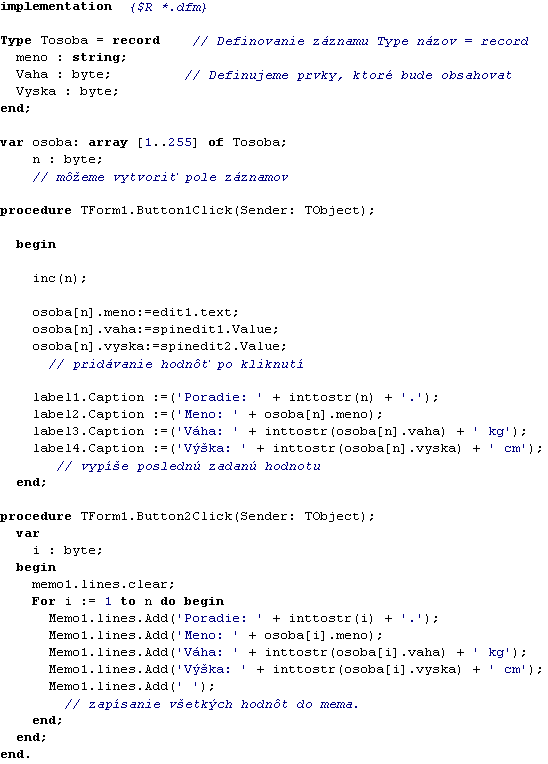 implementation  {$R *.dfm}
Type Tosoba = record    // Definovanie záznamu Type názov = record
  meno : string;
  Vaha : byte;         // Definujeme prvky, ktoré bude obsahovat
  Vyska : byte;
end;
var osoba: array [1..255] of Tosoba;
    n : byte;
    // môžeme vytvoriť pole záznamov
procedure TForm1.Button1Click(Sender: TObject);
  begin
    inc(n);
    osoba[n].meno:=edit1.text;
    osoba[n].vaha:=spinedit1.Value;
    osoba[n].vyska:=spinedit2.Value;
      // pridávanie hodnôť po kliknutí
    label1.Caption :=('Poradie: ' + inttostr(n) + '.');
    label2.Caption :=('Meno: ' + osoba[n].meno);
    label3.Caption :=('Váha: ' + inttostr(osoba[n].vaha) + ' kg');
    label4.Caption :=('Výška: ' + inttostr(osoba[n].vyska) + ' cm');
       // vypíše poslednú zadanú hodnotu
  end;
procedure TForm1.Button2Click(Sender: TObject);
  var
    i : byte;
  begin
    memo1.lines.clear;
    For i := 1 to n do begin
      Memo1.lines.Add('Poradie: ' + inttostr(i) + '.');
      Memo1.lines.Add('Meno: ' + osoba[i].meno);
      Memo1.lines.Add('Váha: ' + inttostr(osoba[i].vaha) + ' kg');
      Memo1.lines.Add('Výška: ' + inttostr(osoba[i].vyska) + ' cm');
      Memo1.lines.Add(' ');
        // zapísanie všetkých hodnôt do mema.
    end;
  end;
end.